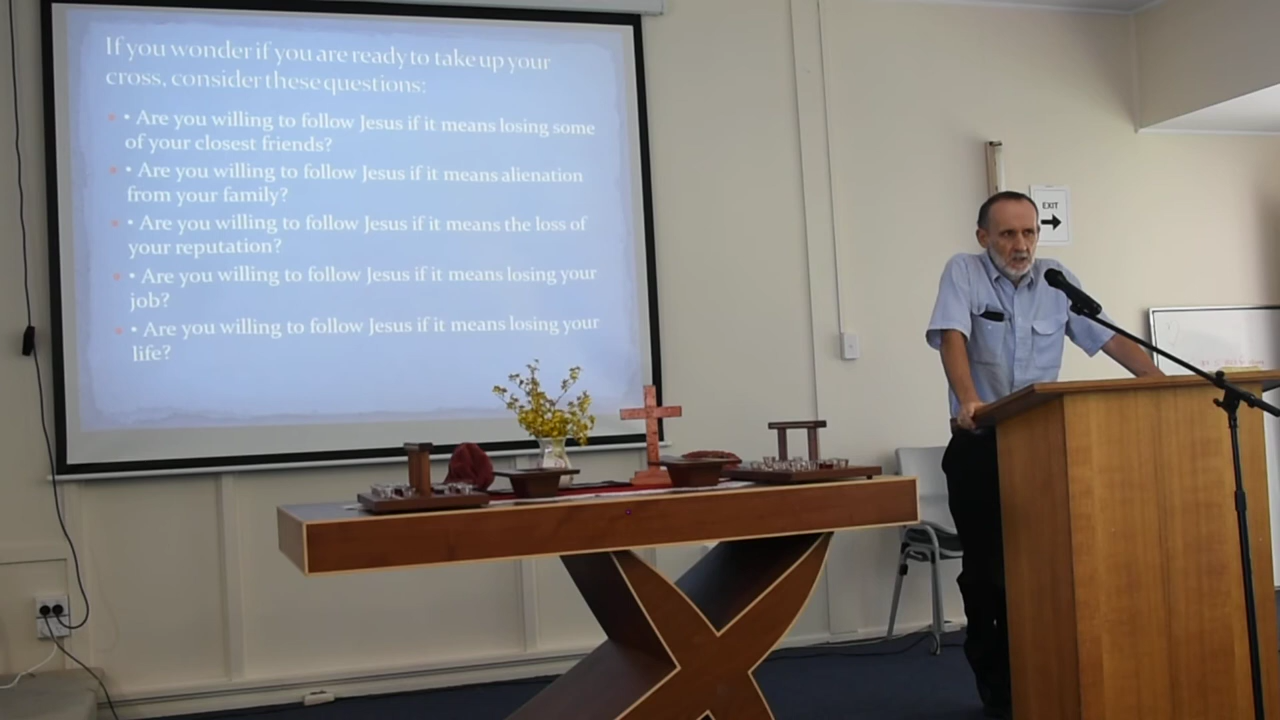 If you wonder if you are ready to take up your
cross, consider these questions:
• • Are you willing to follow Jesus if it means losing some
of your closest friends?
• • Are you willing to follow Jesus if it means alienation
from your family?
• • Are you willing to follow Jesus if it means the loss of
your reputation?
• • Are you willing to follow Jesus if it means losing your
job?
• • Are you willing to follow Jesus if it means losing your
life?
EXIT